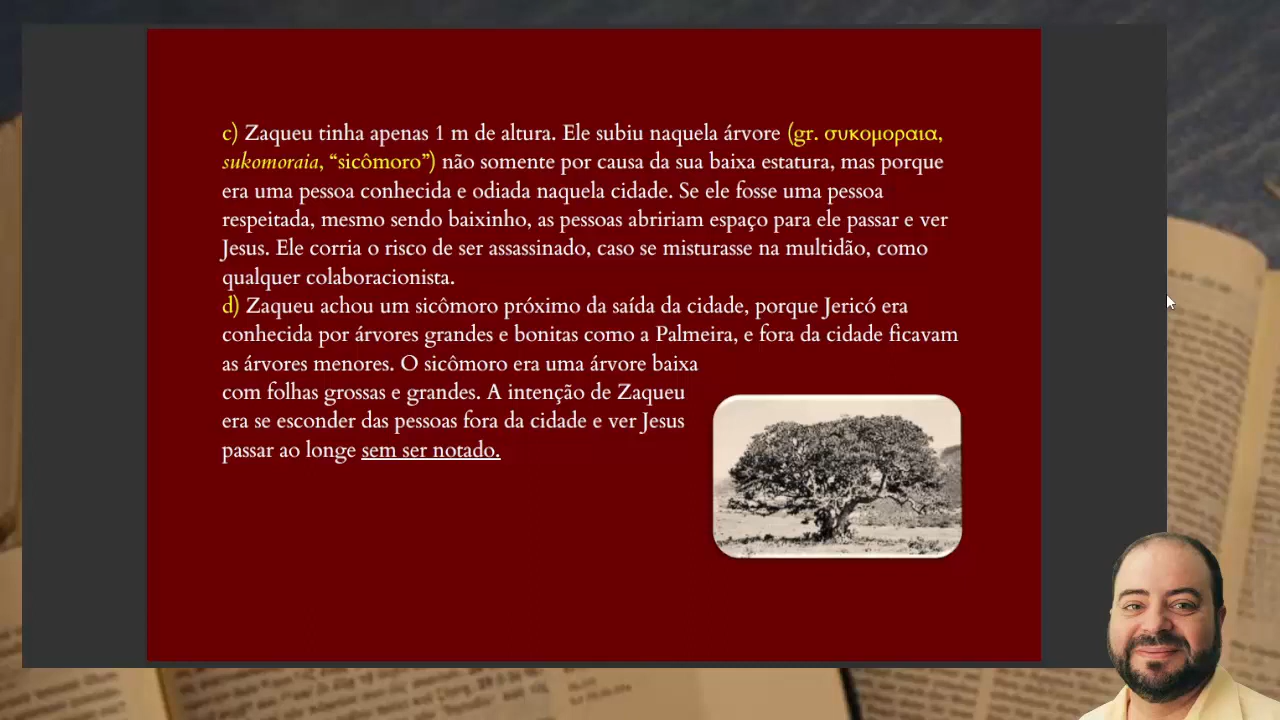 c) Zaqueu tinha apenas 1 m de altura. Ele subiu naquela árvore (gr. συκομοραια,
sukomoraia, “sicômoro”) não somente por causa da sua baixa estatura, mas porque
era uma pessoa conhecida e odiada naquela cidade. Se ele fosse uma pessoa
respeitada, mesmo sendo baixinho, as pessoas abririam espaço para ele passar e ver
Jesus. Ele corria o risco de ser assassinado, caso se misturasse na multidão, como
qualquer colaboracionista.
d) Zaqueu achou um sicômoro próximo da saída da cidade, porque Jericó era
conhecida por árvores grandes e bonitas como a Palmeira, e fora da cidade ficavam
as árvores menores. O sicômoro era uma árvore baixa
com folhas grossas e grandes. A intenção de Zaqueu
era se esconder das pessoas fora da cidade e ver Jesus
passar ao longe sem ser notado.